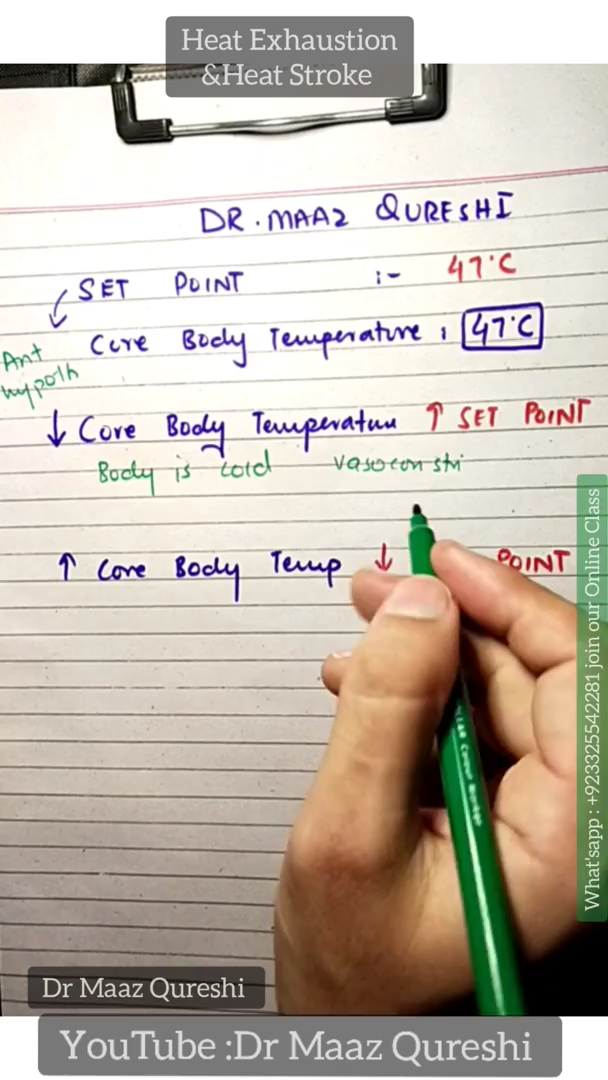 Heat Exhaustion
&Heat Stroke
DR. MAAZ QURESHI
SET POINT :- 47°C
Core Body Temperature : 47°C
Ant
hypoth
↓ Core Body Temperature ↑ SET POINT
Body is cold vasoconstri
↑ Core Body Temp ↓ POINT
What'sapp : +923325542281 join our Online Class
Dr Maaz Qureshi
YouTube :Dr Maaz Qureshi